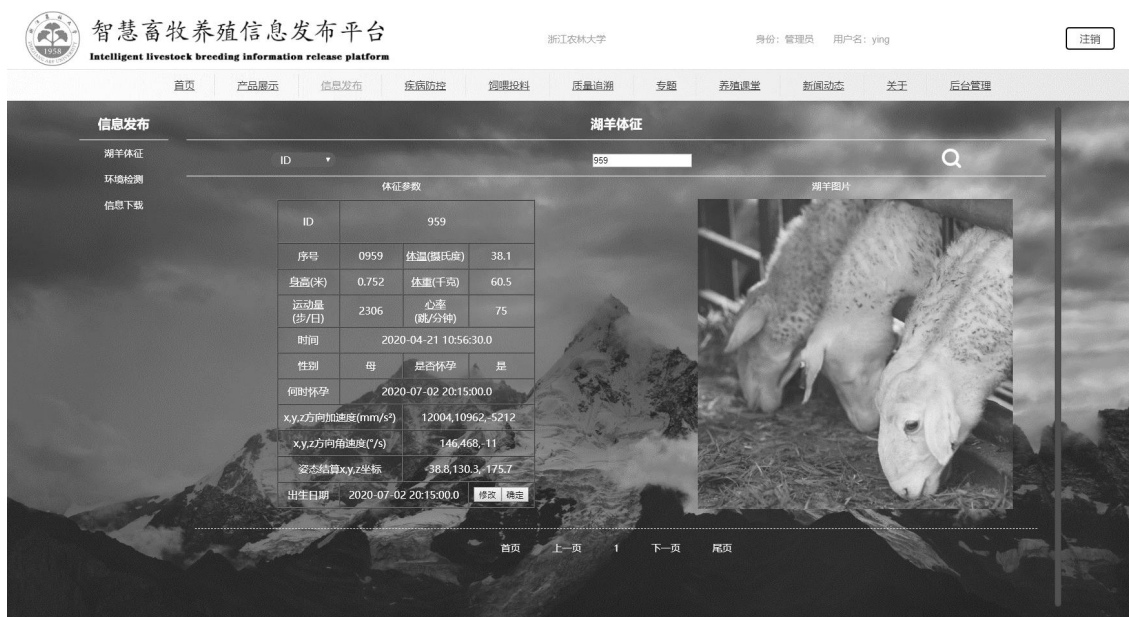 智慧畜牧养殖信息发布平台
Intelligent livestock breeding information release platform
1958
浙江农林大学
身份：管理员 用户名：ying
注销
首页 产品展示 信息发布 疾病防控 饲喂投料 质量追溯 专题 养殖课堂 新闻动态 关于 后台管理
信息发布
湖羊体征
环境检测
信息下载
湖羊体征
ID 959
体征参数 湖羊图片
ID 959
序号 0959 体温(摄氏度) 38.1
身高(米) 0.752 体重(千克) 60.5
运动量
(步/日) 2306 心率
(跳/分钟) 75
时间 2020-04-21 10:56:30.0
性别 母 是否怀孕 是
何时怀孕 2020-07-02 20:15:00.0
x,y,z方向加速度(mm/s²) 12004,10962,-5212
x,y,z方向角速度(°/s) 146,468,-11
姿态结算x,y,z坐标 -38.8,130.3,-175.7
出生日期 2020-07-02 20:15:00.0 修改 确定
首页 上一页 1 下一页 尾页